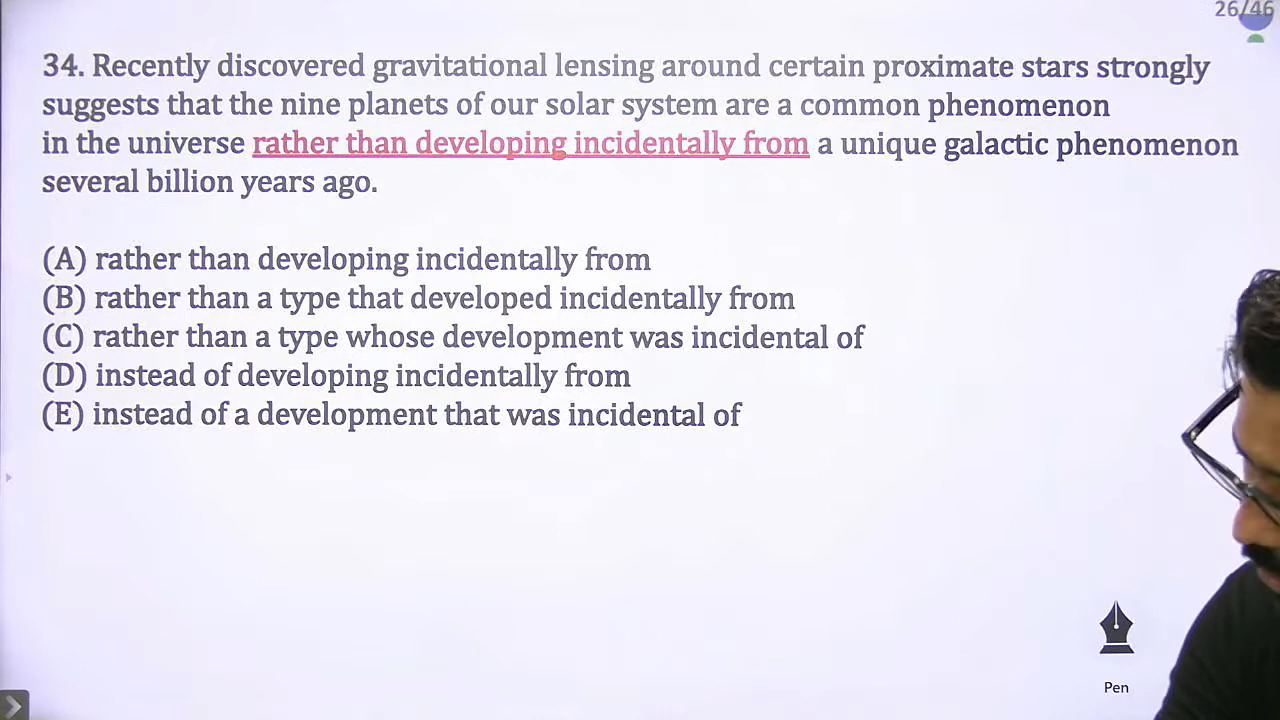 26/46
34. Recently discovered gravitational lensing around certain proximate stars strongly
suggests that the nine planets of our solar system are a common phenomenon
in the universe rather than developing incidentally from a unique galactic phenomenon
several billion years ago.
(A) rather than developing incidentally from
(B) rather than a type that developed incidentally from
(C) rather than a type whose development was incidental of
(D) instead of developing incidentally from
(E) instead of a development that was incidental of
Pen